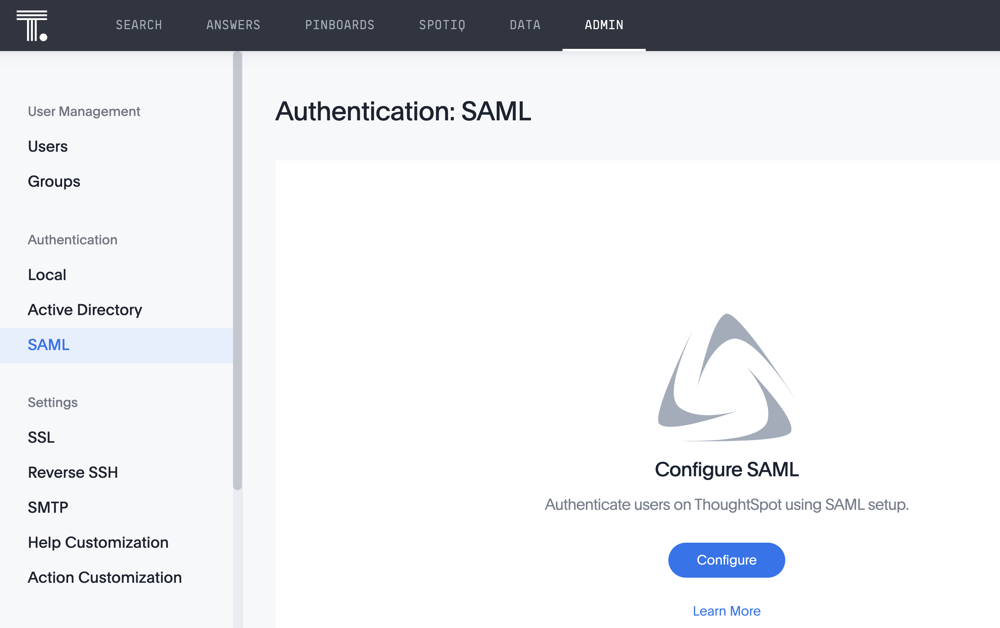 SEARCH ANSWERS PINBOARDS SPOTIQ DATA ADMIN
User Management
Users
Groups
Authentication
Local
Active Directory
SAML
Settings
SSL
Reverse SSH
SMTP
Help Customization
Action Customization
Authentication: SAML
Configure SAML
Authenticate users on ThoughtSpot using SAML setup.
Configure
Learn More